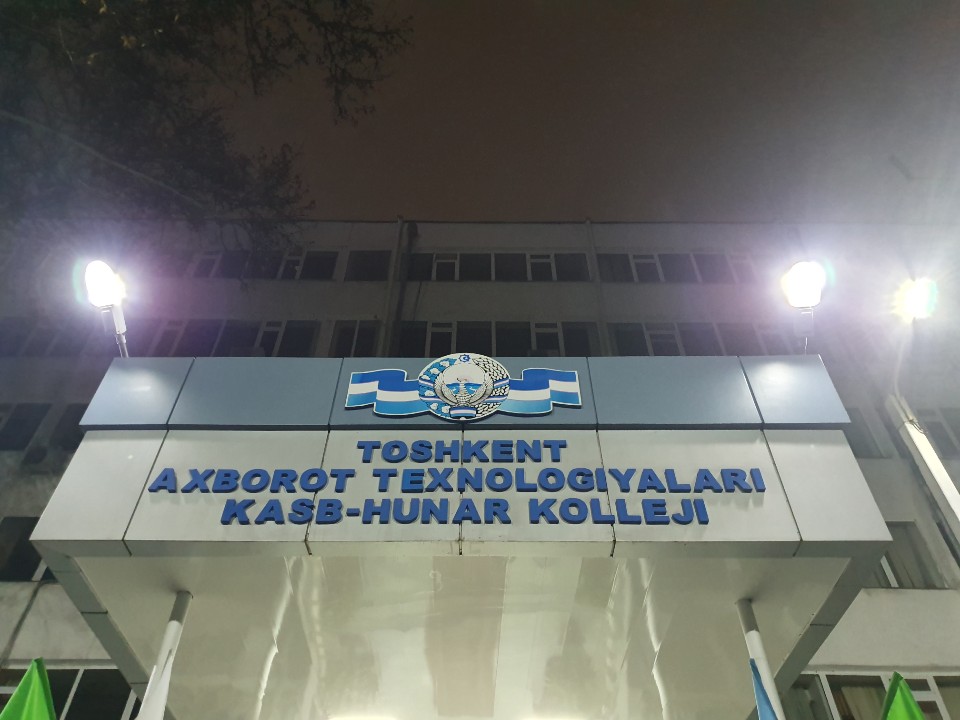 TOSHKENT
AXBOROT TEXNOLOGIYALARI
KASB-HUNAR KOLLEJI